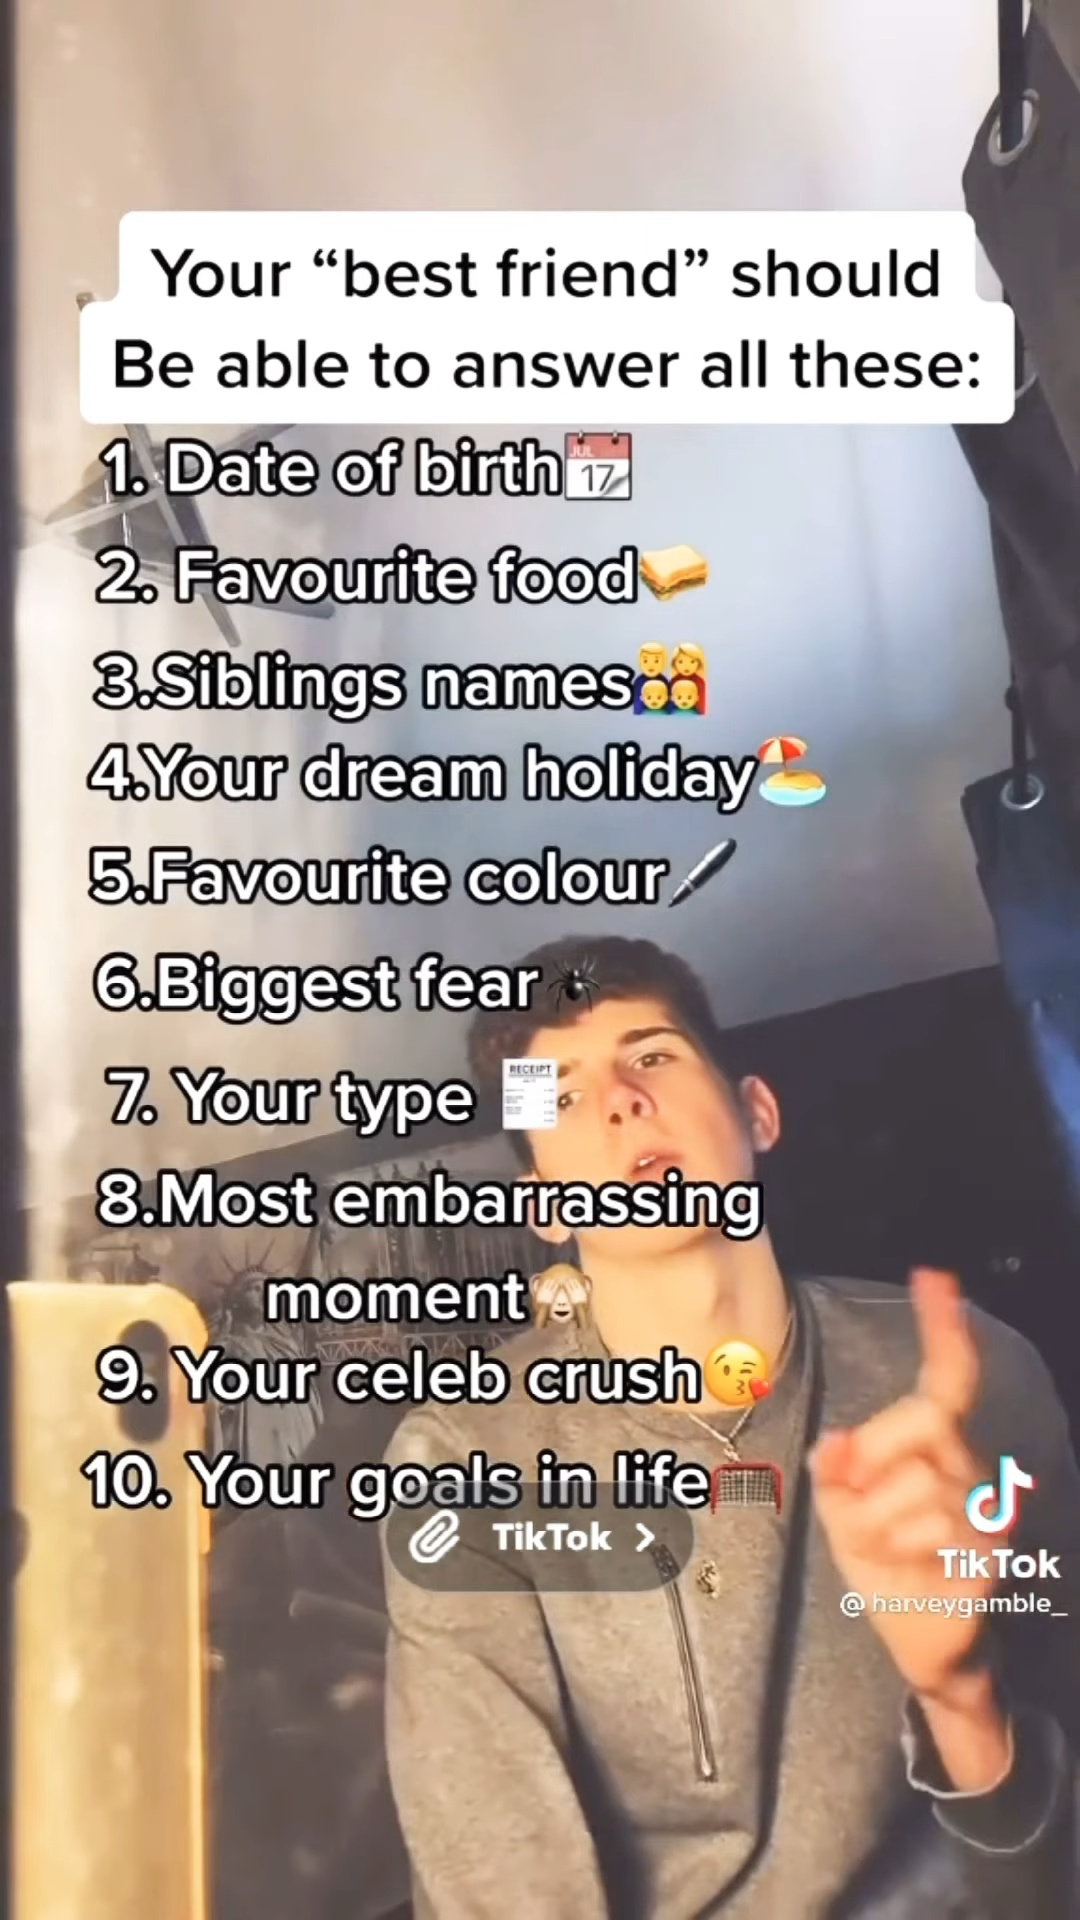 Your “best friend” should
Be able to answer all these:
1. Date of birth📅
JUL
17
2. Favourite food🥪
3.Siblings names👨‍👩‍👦‍👦
4.Your dream holiday🏖️
5.Favourite colour🖊️
6.Biggest fear🕷️
7. Your type 🧾
RECEIPT
8.Most embarrassing
moment🙈
9. Your celeb crush😘
10. Your goals in life🥅
TikTok >
TikTok
@harveygamble_